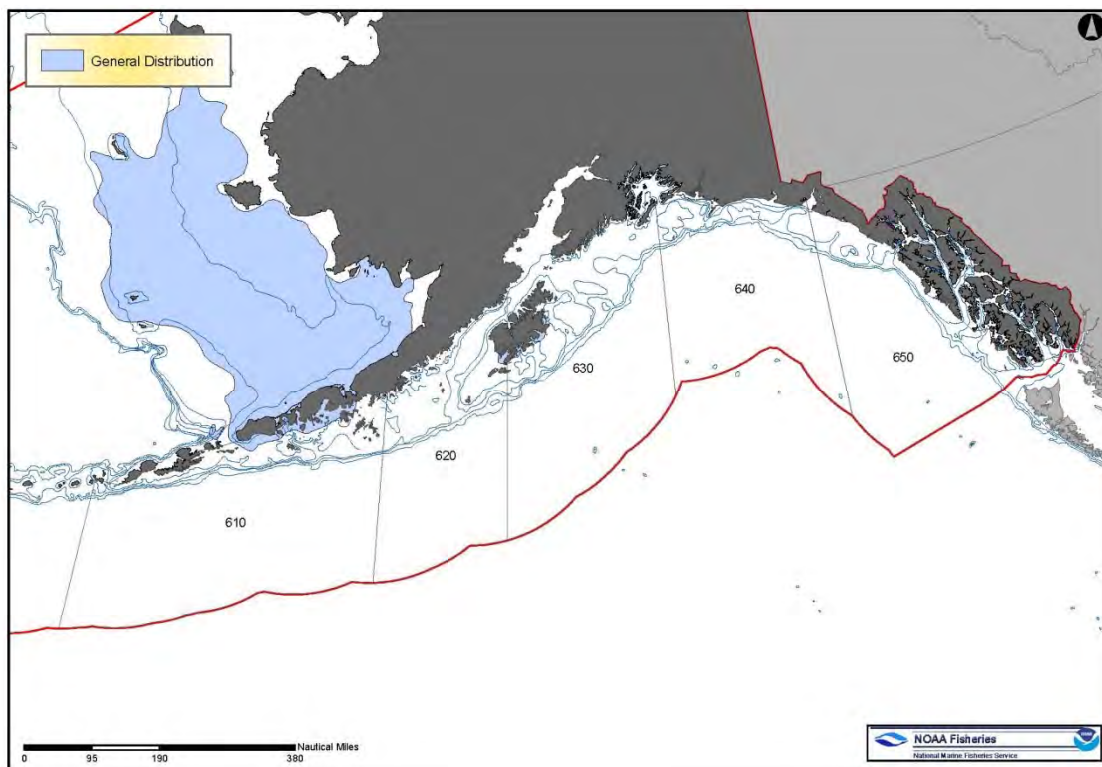 General Distribution
640
650
630
620
610
Nautical Miles
0 95 190 380
NOAA Fisheries
National Marine Fisheries Service